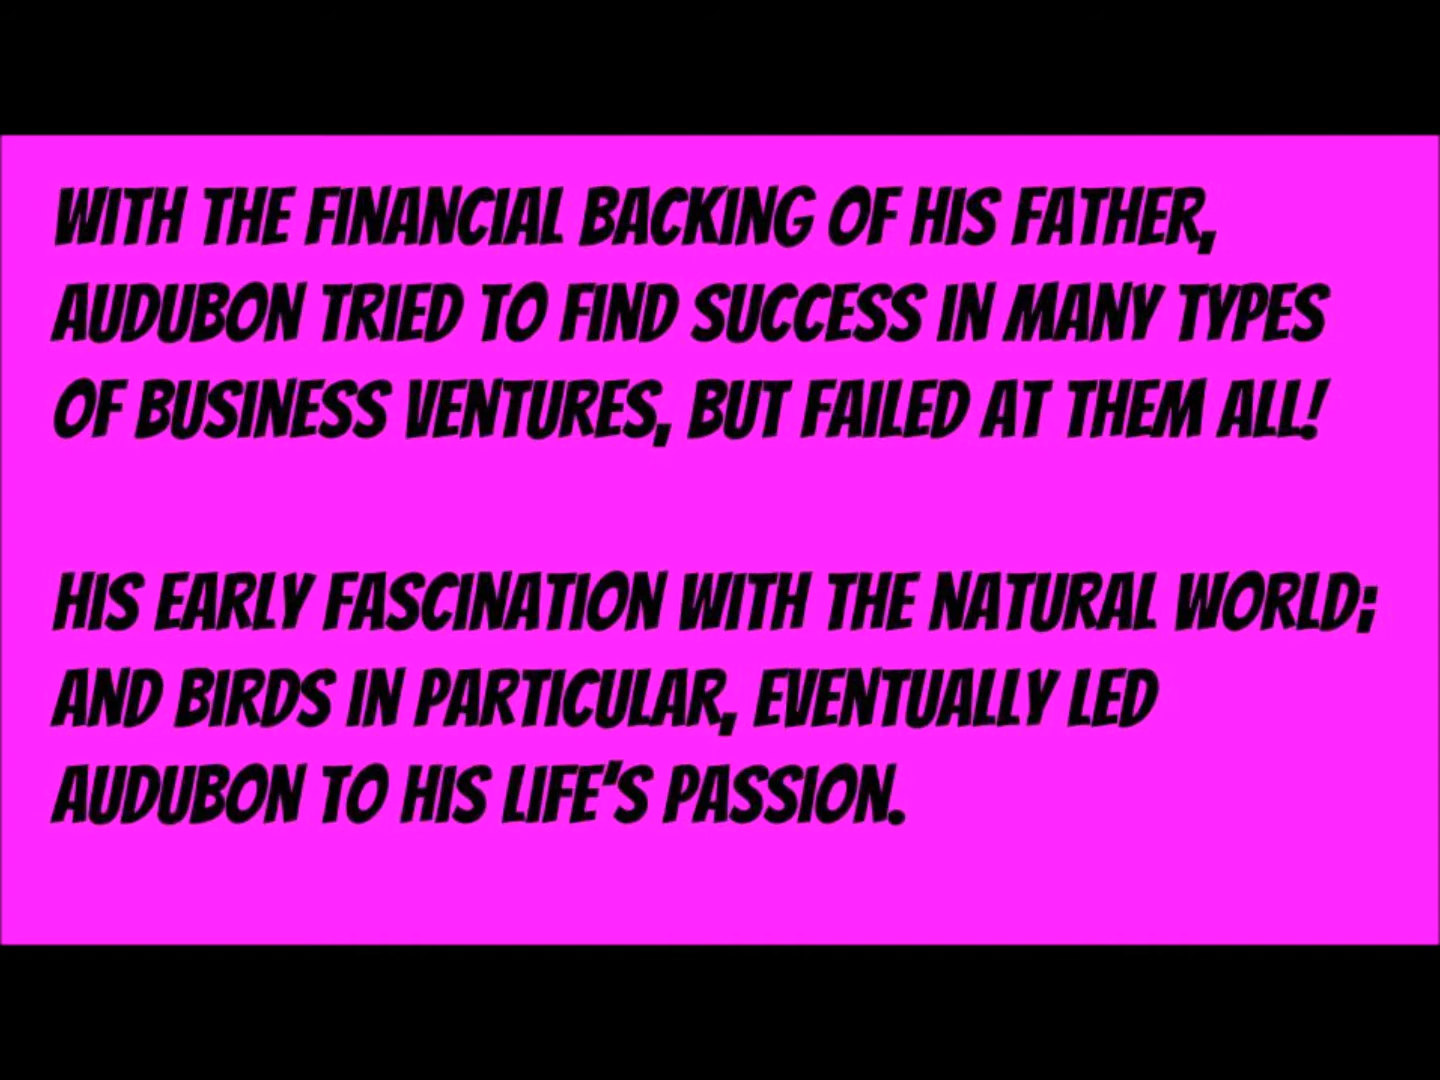 WITH THE FINANCIAL BACKING OF HIS FATHER,
AUDUBON TRIED TO FIND SUCCESS IN MANY TYPES
OF BUSINESS VENTURES, BUT FAILED AT THEM ALL!
HIS EARLY FASCINATION WITH THE NATURAL WORLD;
AND BIRDS IN PARTICULAR, EVENTUALLY LED
AUDUBON TO HIS LIFE'S PASSION.